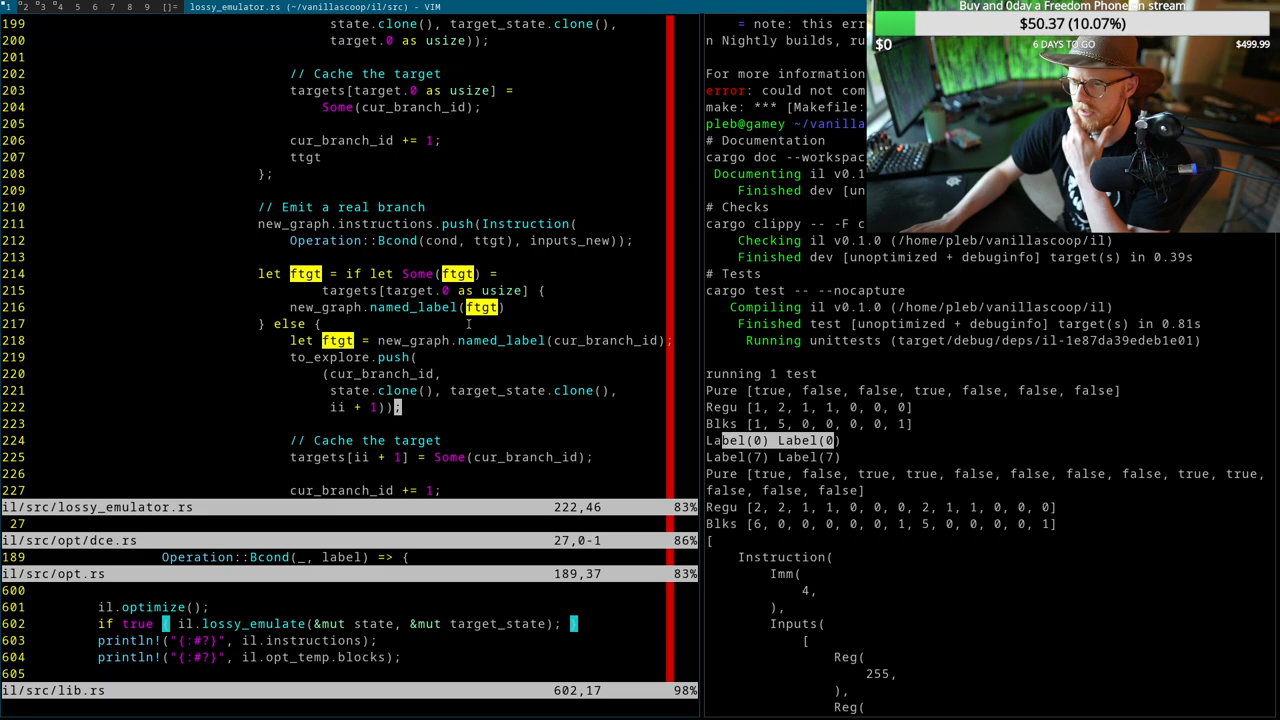 1 2 3 4 5 6 7 8 9 []= lossy_emulator.rs (~/vanillascoop/il/src) - VIM
199 state.clone(), target_state.clone(),
200 target.0 as usize));
201
202 // Cache the target
203 targets[target.0 as usize] =
204 Some(cur_branch_id);
205
206 cur_branch_id += 1;
207 ttgt
208 };
209
210 // Emit a real branch
211 new_graph.instructions.push(Instruction(
212 Operation::Bcond(cond, ttgt), inputs_new));
213
214 let ftgt = if let Some(ftgt) =
215 targets[target.0 as usize] {
216 new_graph.named_label(ftgt)
217 } else {
218 let ftgt = new_graph.named_label(cur_branch_id);
219 to_explore.push(
220 (cur_branch_id,
221 state.clone(), target_state.clone(),
222 ii + 1));
223
224 // Cache the target
225 targets[ii + 1] = Some(cur_branch_id);
227 cur_branch_id += 1;
il/src/lossy_emulator.rs 222,46 83%
27
il/src/opt/dce.rs 27,0-1 86%
189 Operation::Bcond(_, label) => {
il/src/opt.rs 189,37 83%
600
601 il.optimize();
602 if true { il.lossy_emulate(&mut state, &mut target_state); }
603 println!("{:#?}", il.instructions);
604 println!("{:#?}", il.opt_temp.blocks);
605
il/src/lib.rs 602,17 98%
= note: this err
n Nightly builds, ru
For more information
error: could not com
make: *** [Makefile:
pleb@gamey ~/vanilla
# Documentation
cargo doc --workspac
Documenting il v0.1
Finished dev [un
# Checks
cargo clippy -- -F c
Checking il v0.1.0 (/home/pleb/vanillascoop/il)
Finished dev [unoptimized + debuginfo] target(s) in 0.39s
# Tests
cargo test -- --nocapture
Compiling il v0.1.0 (/home/pleb/vanillascoop/il)
Finished test [unoptimized + debuginfo] target(s) in 0.81s
Running unittests (target/debug/deps/il-1e87da39edeb1e01)
running 1 test
Pure [true, false, false, true, false, false, false]
Regu [1, 2, 1, 1, 0, 0, 0]
Blks [1, 5, 0, 0, 0, 0, 1]
Label(0) Label(0)
Label(7) Label(7)
Pure [true, false, true, true, false, false, false, false, true, true,
false, false, false]
Regu [2, 2, 1, 1, 0, 0, 0, 2, 1, 1, 0, 0, 0]
Blks [6, 0, 0, 0, 0, 0, 1, 5, 0, 0, 0, 0, 1]
[
Instruction(
Imm(
4,
),
Inputs(
[
Reg(
255,
),
Reg(
Buy and 0day a Freedom Phone on stream
$50.37 (10.07%)
$0 6 DAYS TO GO $499.99